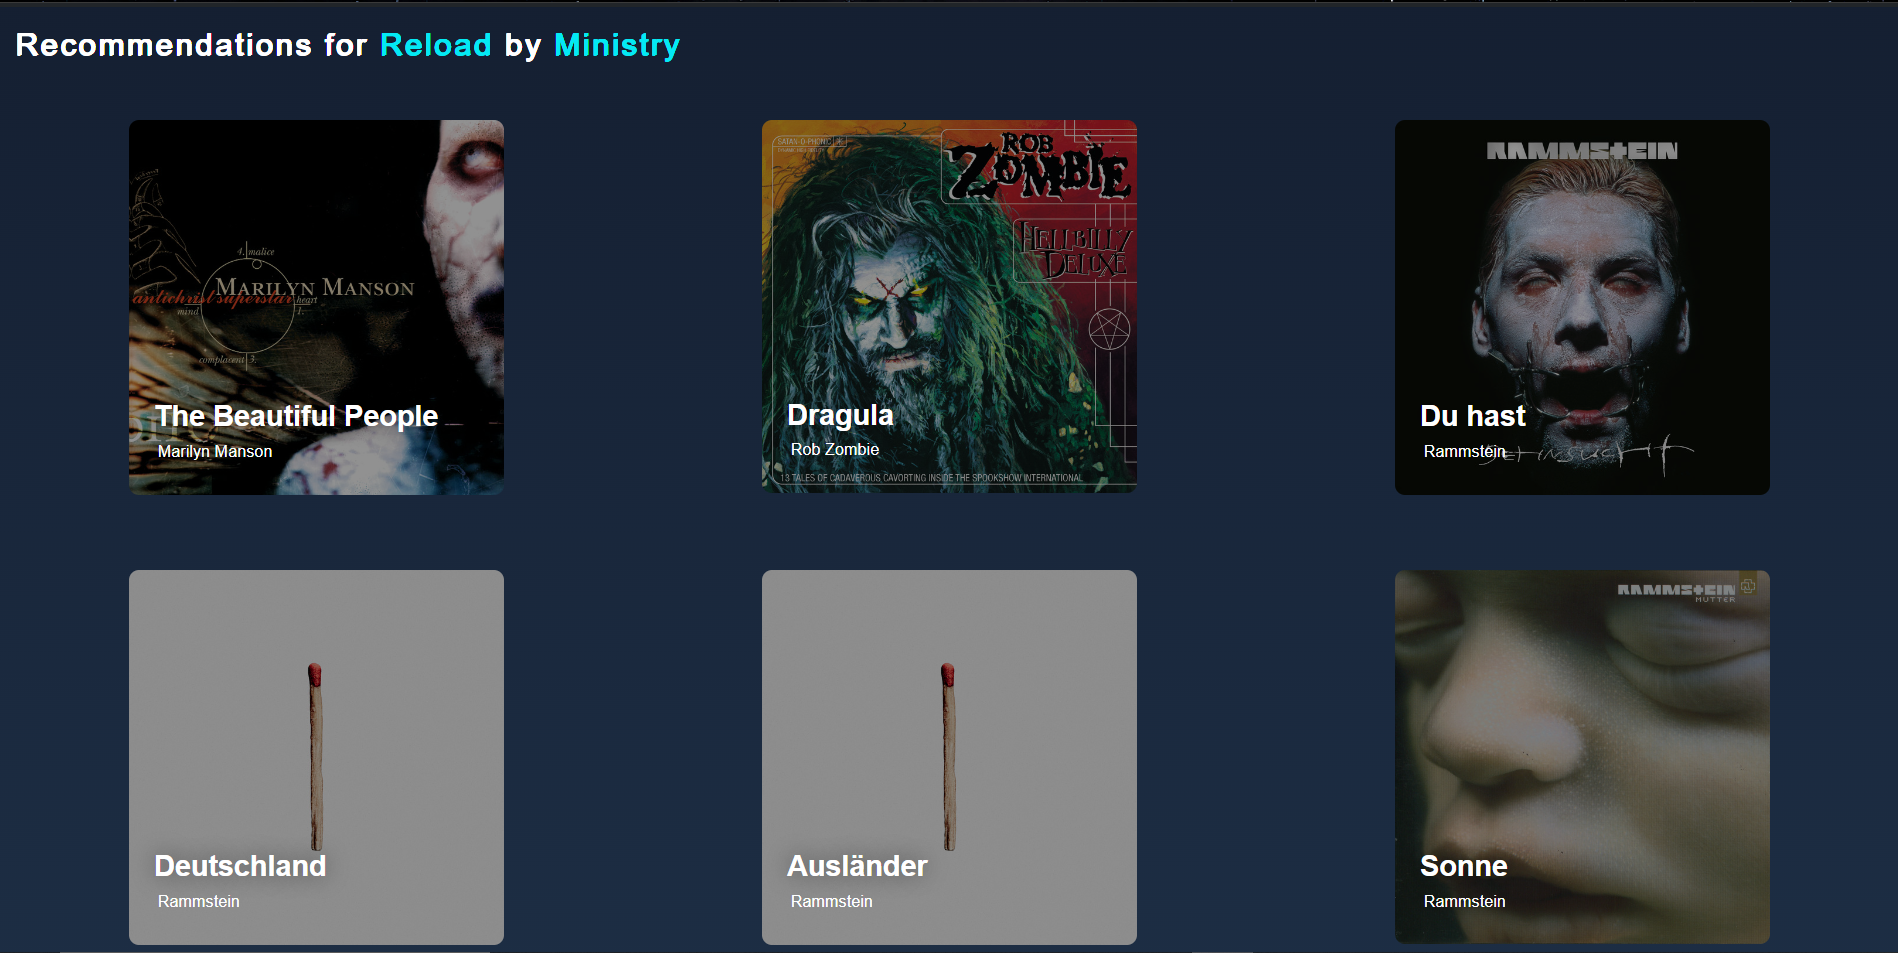 Recommendations for Reload by Ministry
4. malice
MARILYN MANSON
antichrist superstar
heart
mind
1.
complacent 3.
The Beautiful People
Marilyn Manson
SATAN-O-PHONIC
ROB
ZOMBIE
HELLBILLY
DELUXE
Dragula
Rob Zombie
13 TALES OF CADAVEROUS CAVORTING INSIDE THE SPOOKSHOW INTERNATIONAL
RAMMSTEIN
Du hast
Rammstein
SEHNSUCHT
Deutschland
Rammstein
Ausländer
Rammstein
RAMMSTEIN
MUTTER
Sonne
Rammstein